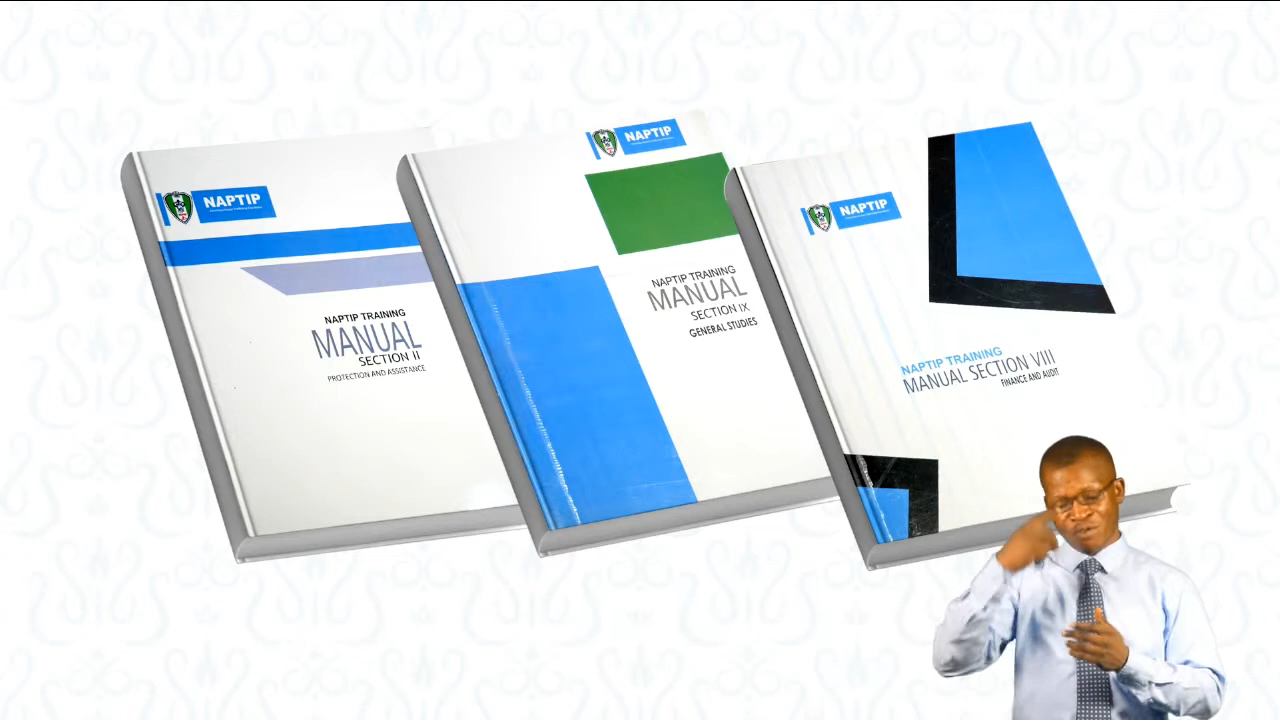 NAPTIP
NAPTIP TRAINING
MANUAL
SECTION II
PROTECTION AND ASSISTANCE
NAPTIP
NAPTIP TRAINING
MANUAL
SECTION IX
GENERAL STUDIES
NAPTIP
NAPTIP TRAINING
MANUAL SECTION VIII
FINANCE AND AUDIT